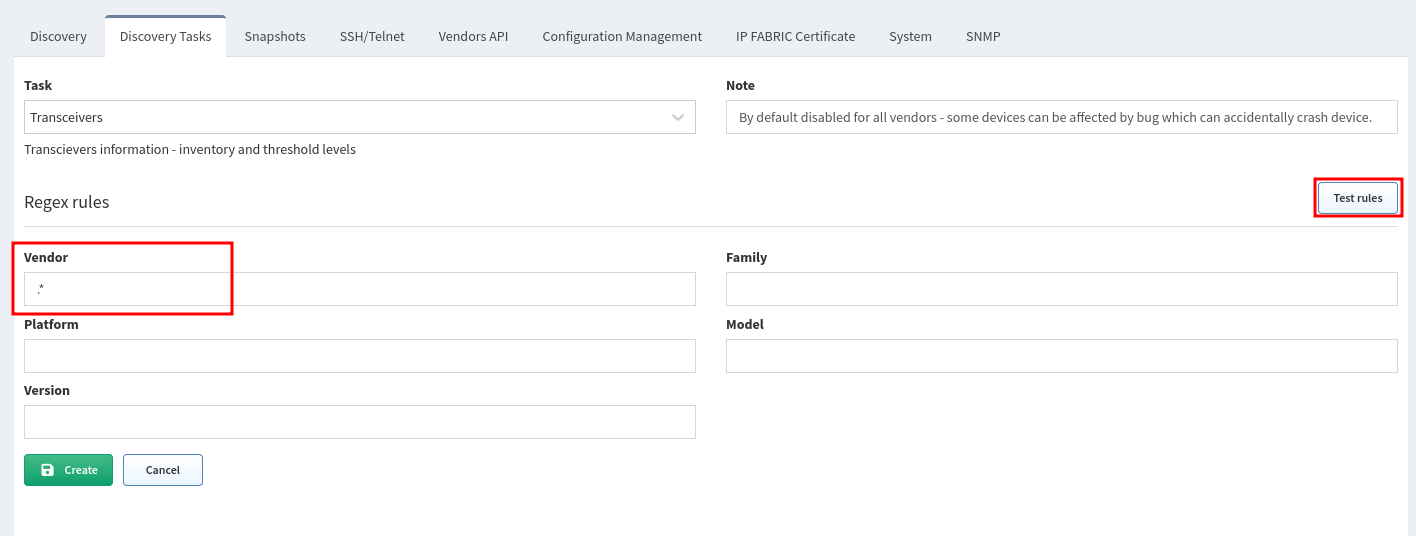 Discovery Discovery Tasks Snapshots SSH/Telnet Vendors API Configuration Management IP FABRIC Certificate System SNMP
Task
Transceivers
Transcievers information - inventory and threshold levels
Note
By default disabled for all vendors - some devices can be affected by bug which can accidentally crash device.
Regex rules
Test rules
Vendor
.*
Family
Platform
Model
Version
Create Cancel